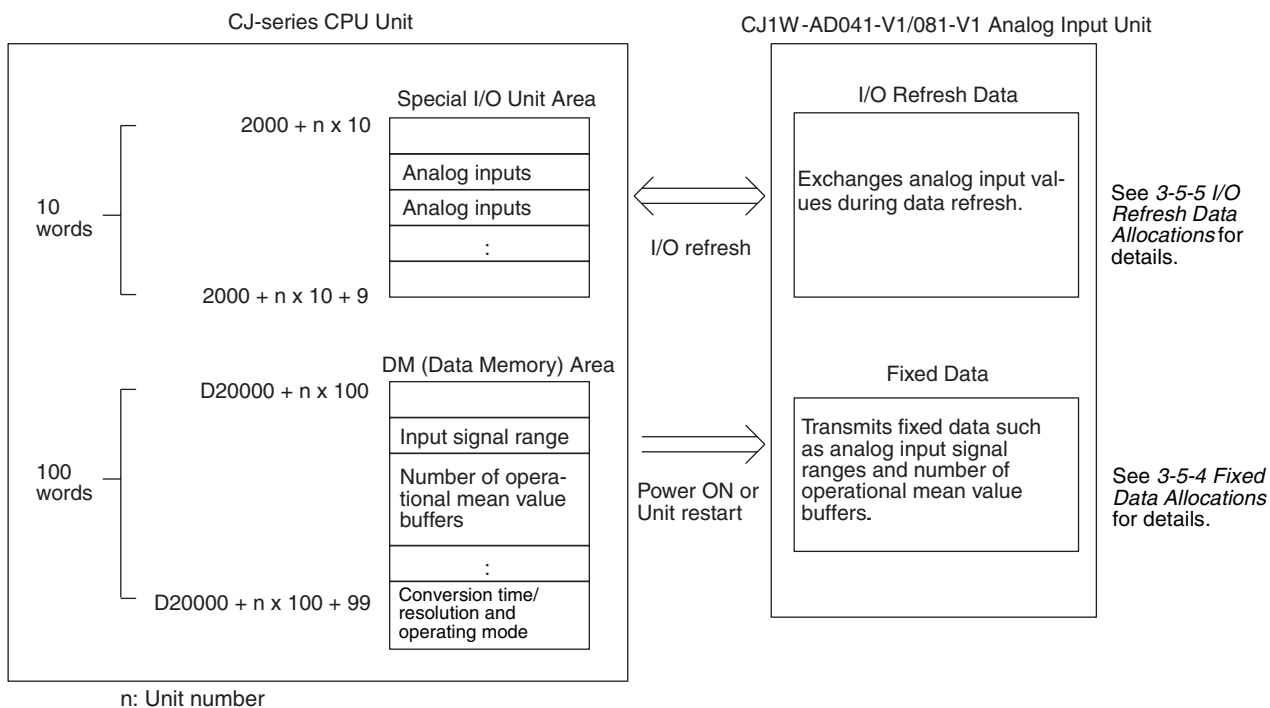 CJ-series CPU Unit
CJ1W-AD041-V1/081-V1 Analog Input Unit
Special I/O Unit Area
2000 + n x 10
Analog inputs
Analog inputs
:
2000 + n x 10 + 9
10
words
I/O refresh
I/O Refresh Data
Exchanges analog input val-
ues during data refresh.
See 3-5-5 I/O
Refresh Data
Allocations for
details.
DM (Data Memory) Area
D20000 + n x 100
Input signal range
Number of opera-
tional mean value
buffers
:
Conversion time/
resolution and
operating mode
D20000 + n x 100 + 99
100
words
Power ON or
Unit restart
Fixed Data
Transmits fixed data such
as analog input signal
ranges and number of
operational mean value
buffers.
See 3-5-4 Fixed
Data Allocations
for details.
n: Unit number